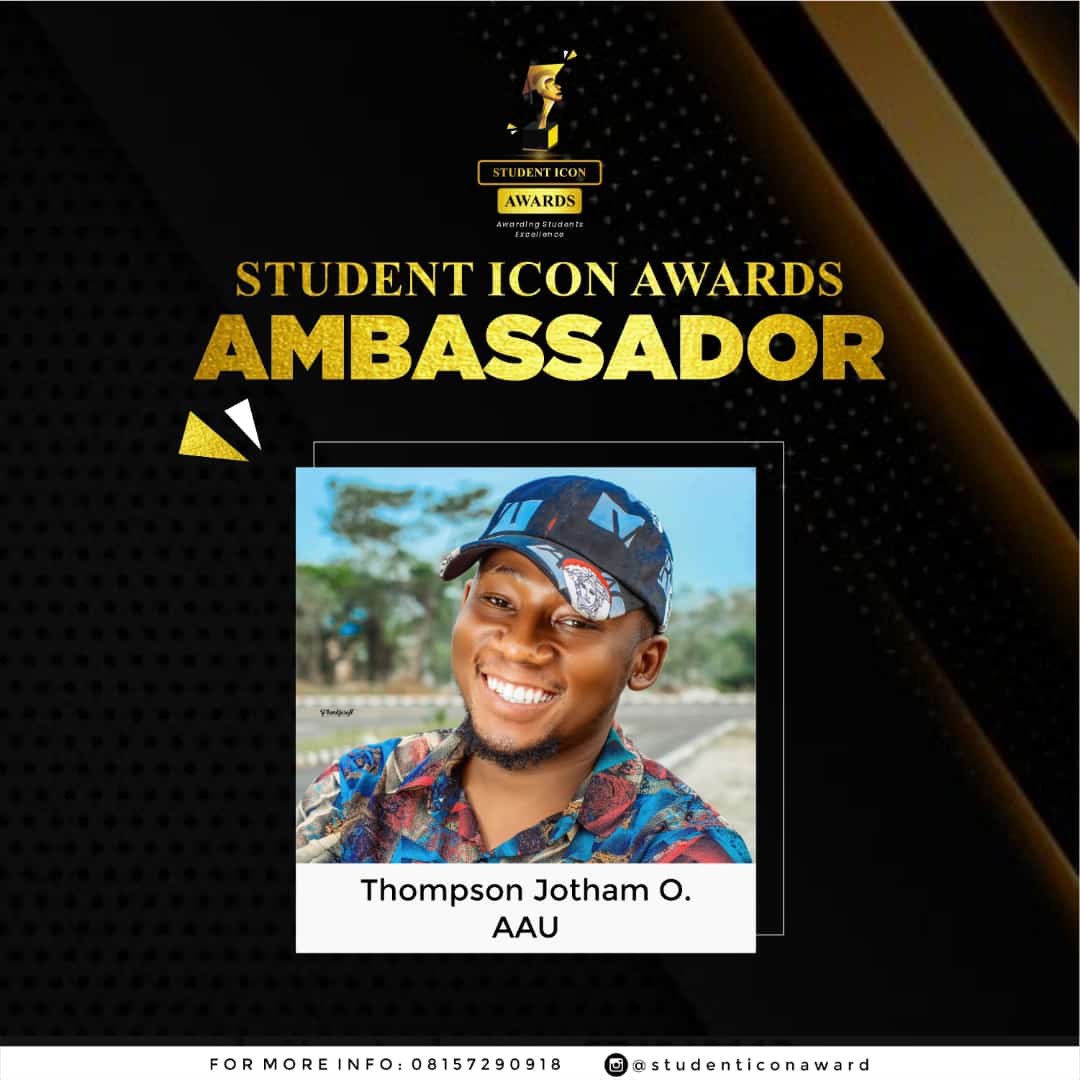 STUDENT ICON
AWARDS
Awarding Students
Excellence
STUDENT ICON AWARDS
AMBASSADOR
Thompson Jotham O.
AAU
FOR MORE INFO: 08157290918 @studenticonaward